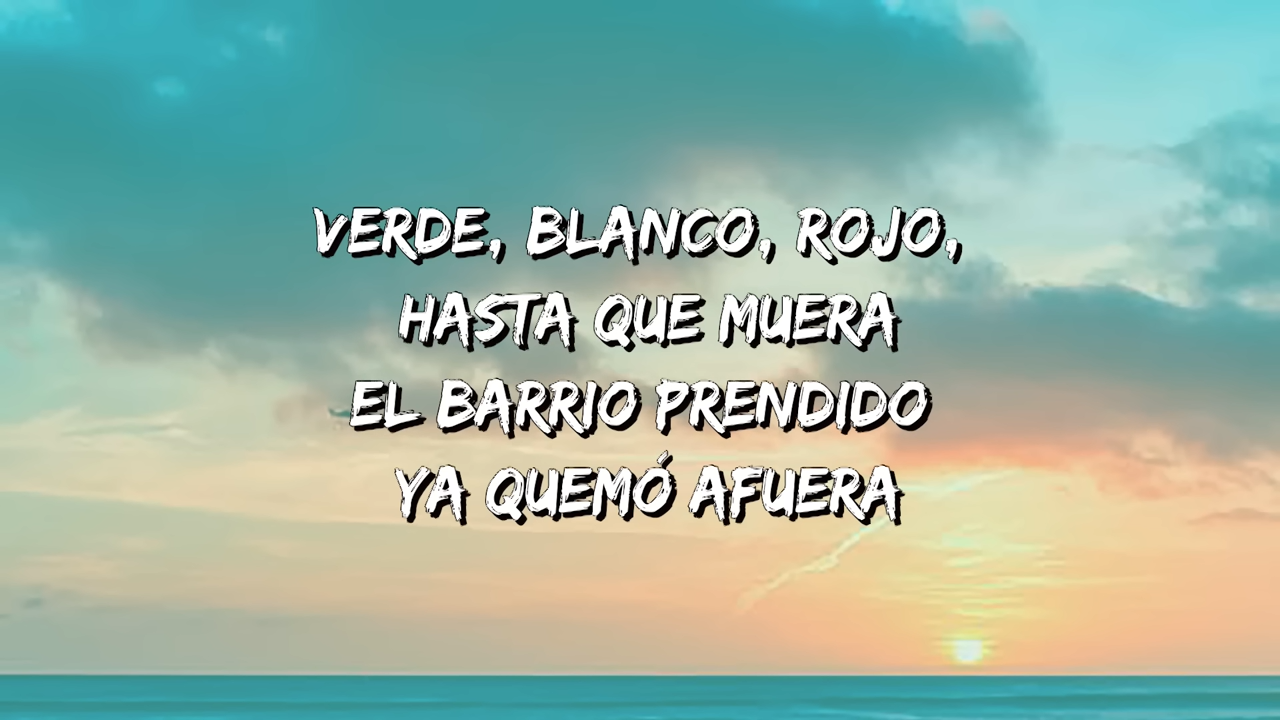 VERDE, BLANCO, ROJO,
HASTA QUE MUERA
EL BARRIO PRENDIDO
YA QUEMÓ AFUERA